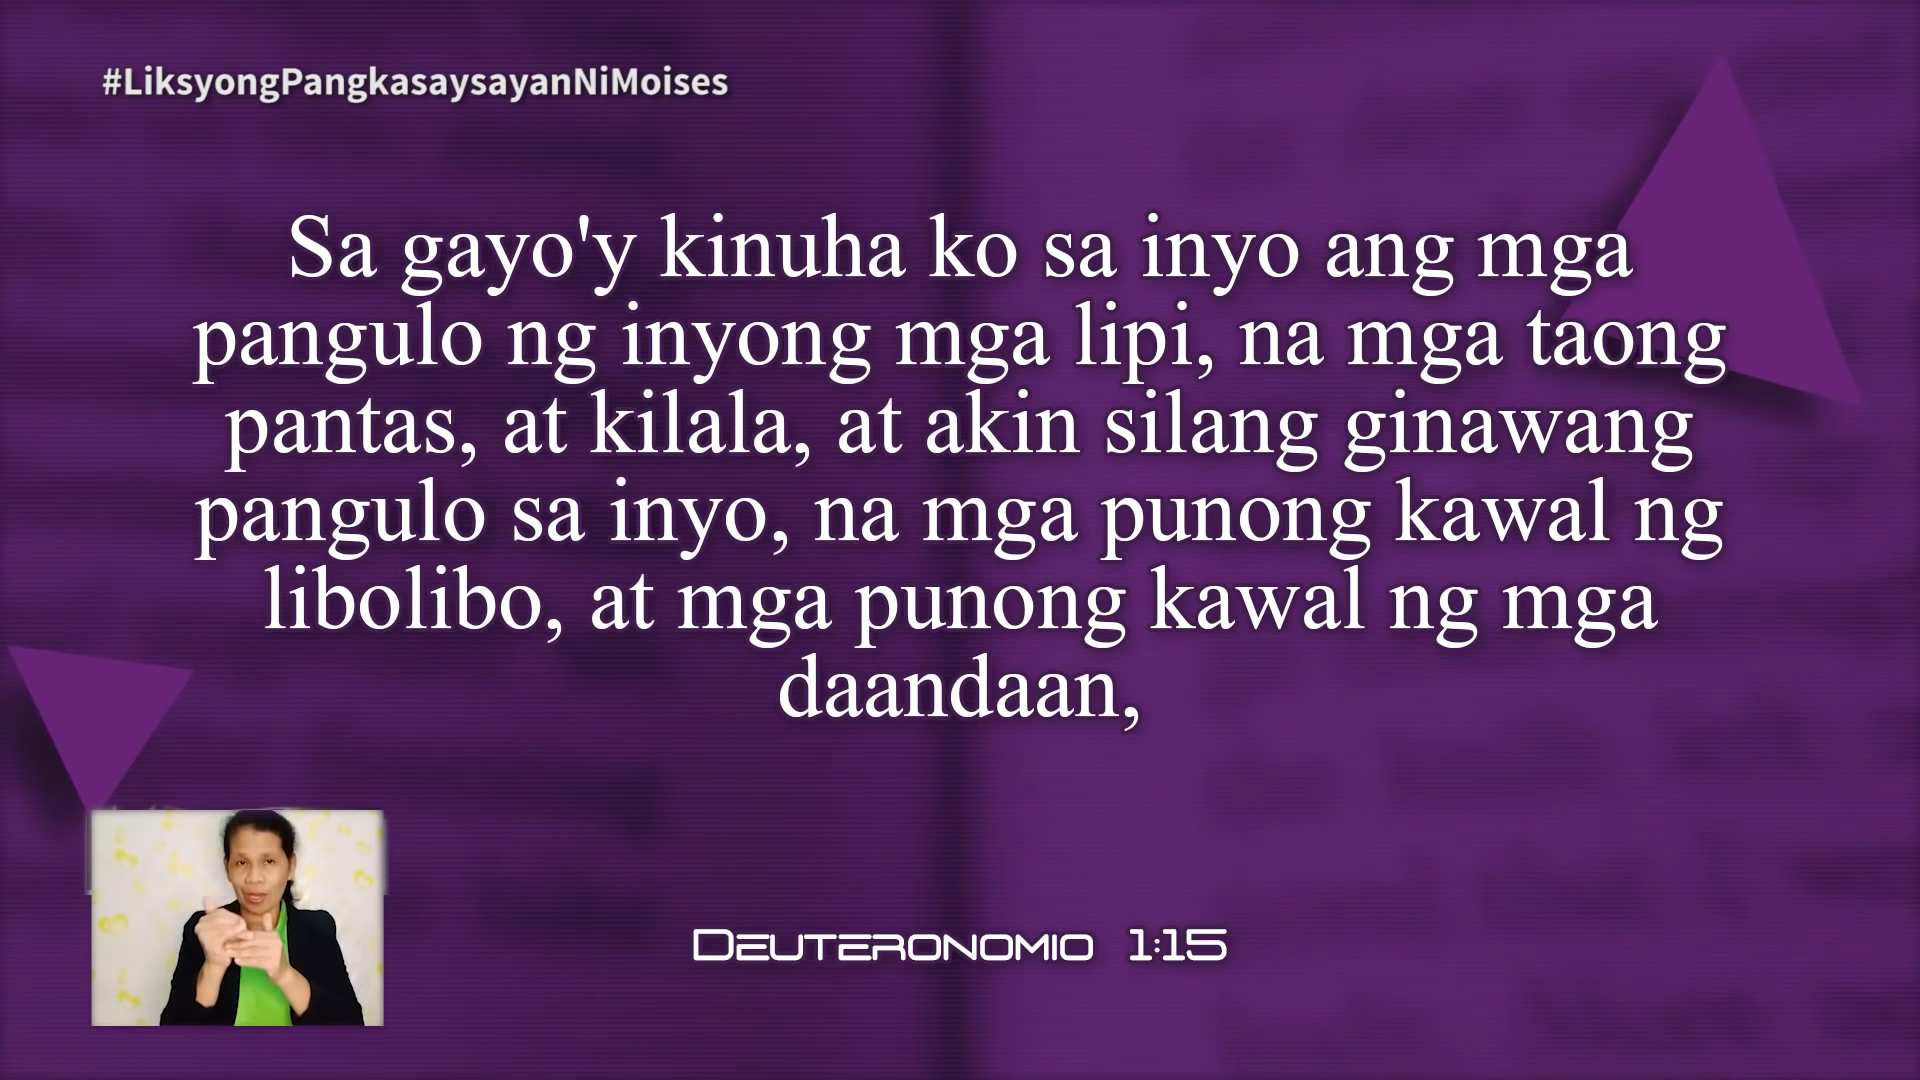 #LiksyongPangkasaysayanNiMoises
Sa gayo'y kinuha ko sa inyo ang mga
pangulo ng inyong mga lipi, na mga taong
pantas, at kilala, at akin silang ginawang
pangulo sa inyo, na mga punong kawal ng
libolibo, at mga punong kawal ng mga
daandaan,
Deuteronomio 1:15